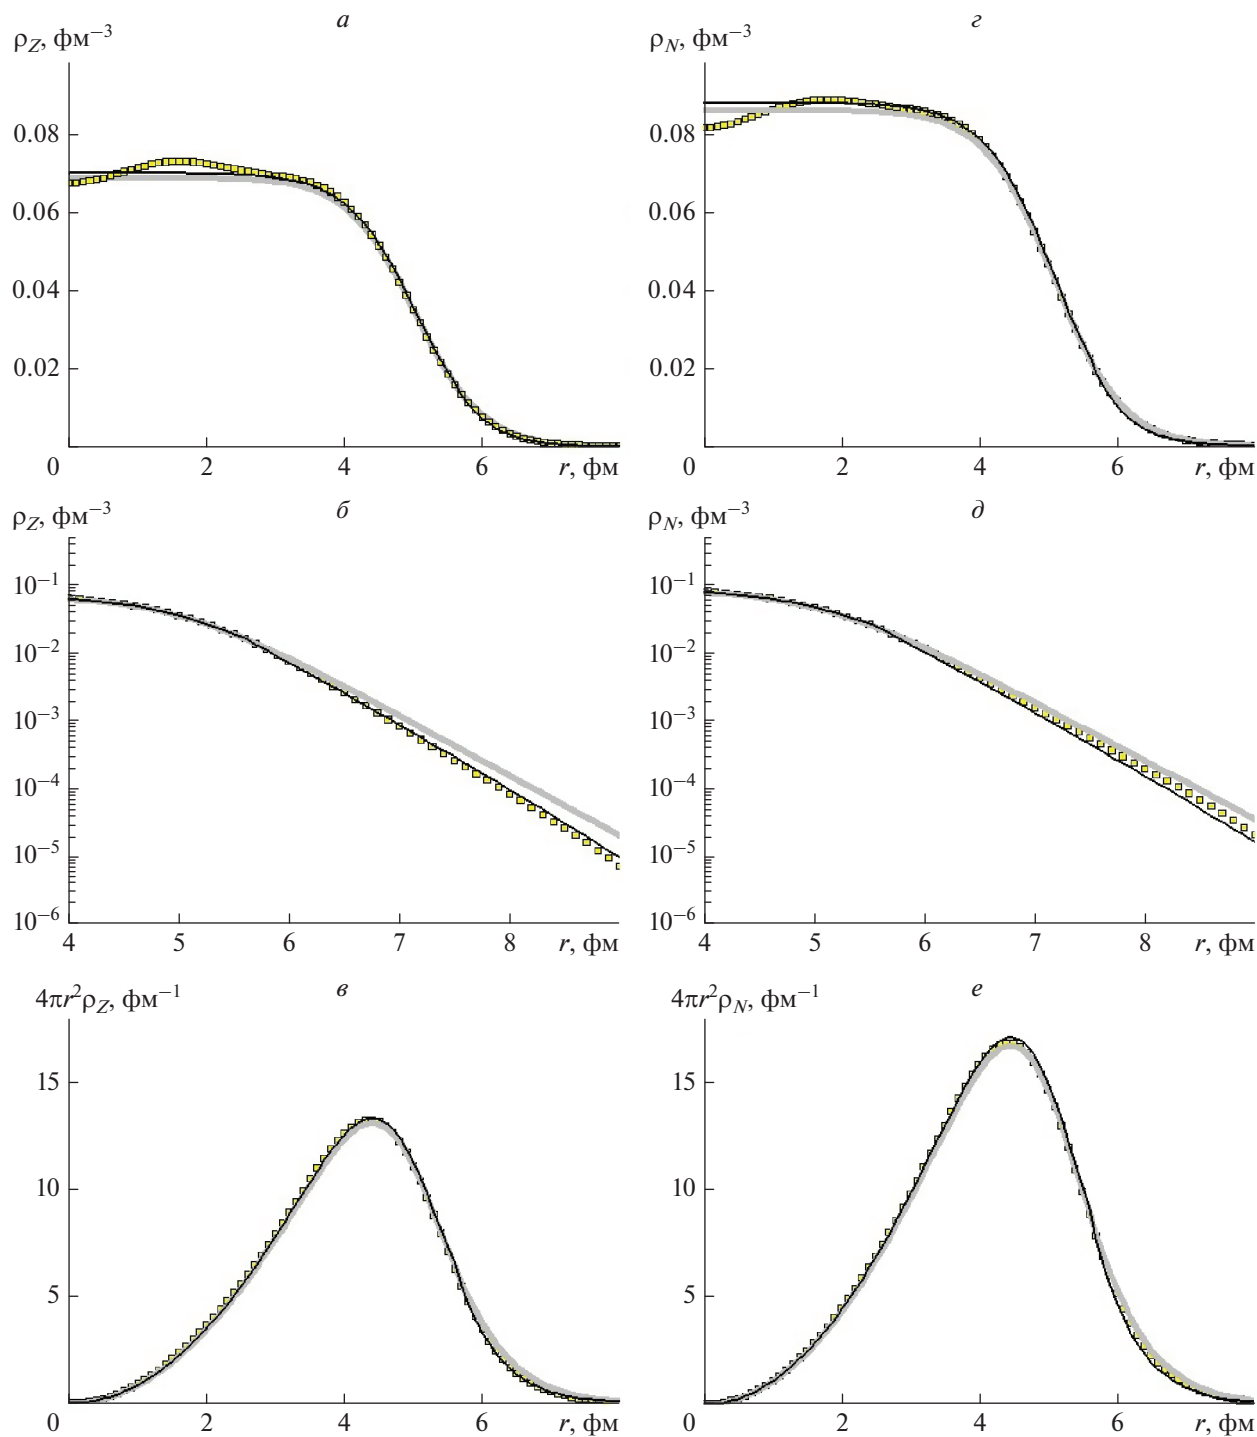 а
ρ_Z, фм⁻³
0.08
0.06
0.04
0.02
0 2 4 6 r, фм
г
ρ_N, фм⁻³
0.08
0.06
0.04
0.02
0 2 4 6 r, фм
б
ρ_Z, фм⁻³
10⁻¹
10⁻²
10⁻³
10⁻⁴
10⁻⁵
10⁻⁶
4 5 6 7 8 r, фм
д
ρ_N, фм⁻³
10⁻¹
10⁻²
10⁻³
10⁻⁴
10⁻⁵
10⁻⁶
4 5 6 7 8 r, фм
в
4πr²ρ_Z, фм⁻¹
15
10
5
0 2 4 6 r, фм
е
4πr²ρ_N, фм⁻¹
15
10
5
0 2 4 6 r, фм